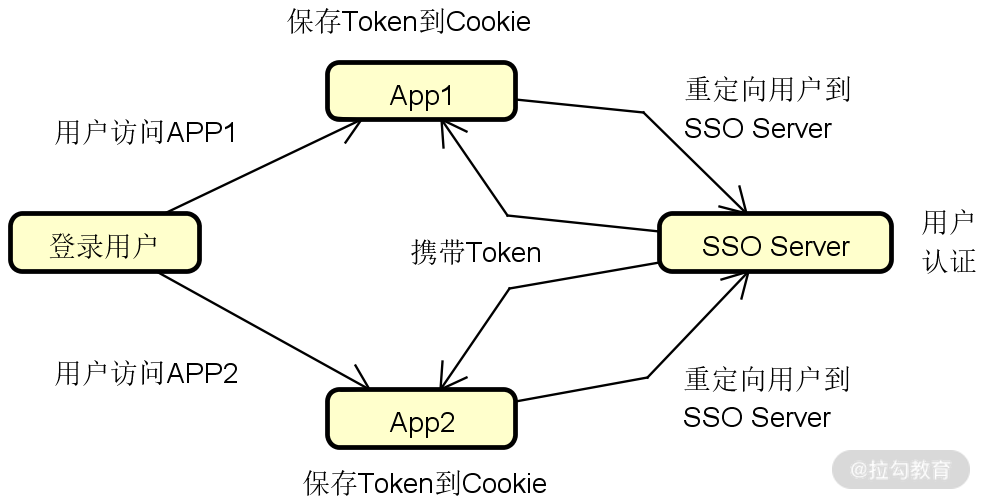 保存Token到Cookie
App1
重定向用户到
SSO Server
用户访问APP1
登录用户
携带Token
SSO Server
用户
认证
用户访问APP2
重定向用户到
SSO Server
App2
保存Token到Cookie
@拉勾教育